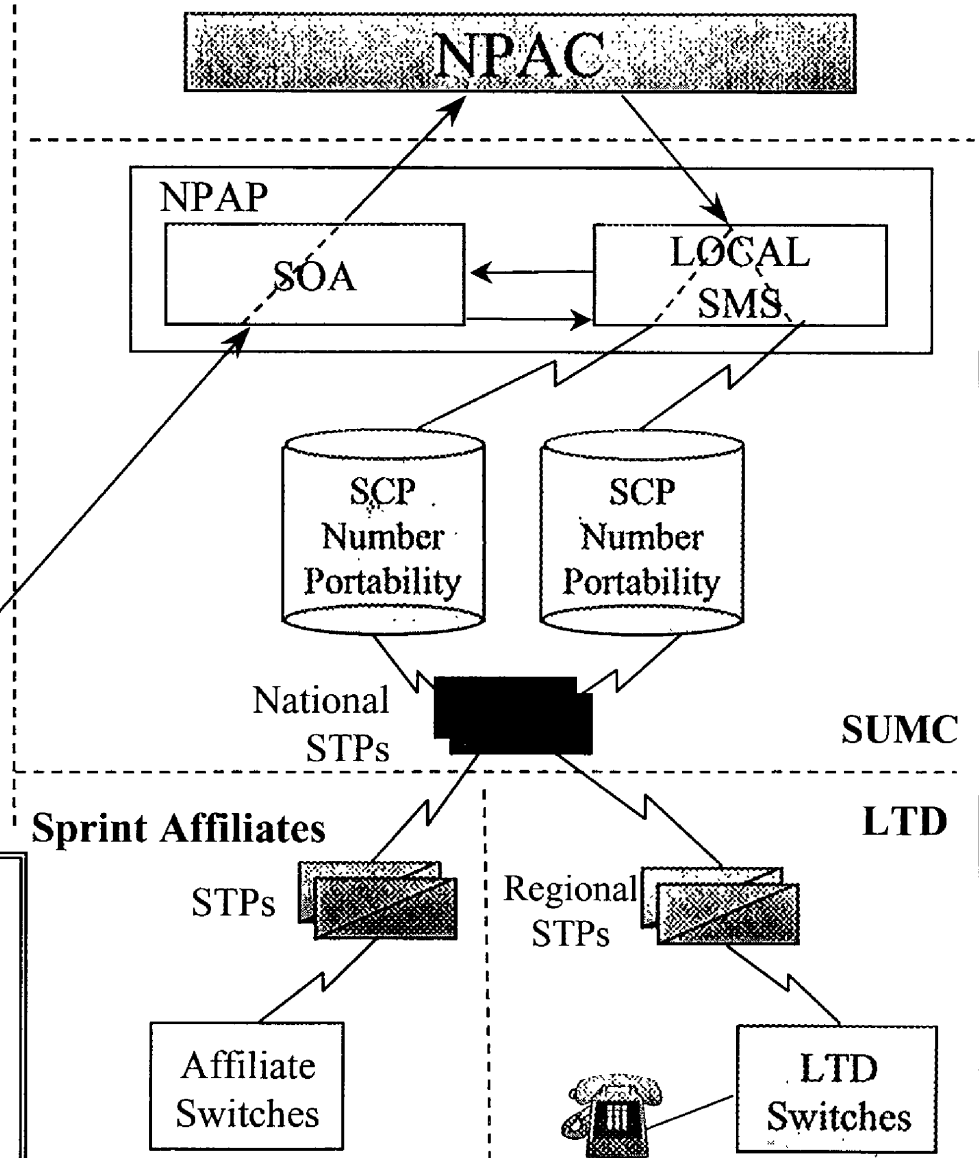 NPAC
NPAP
SOA
LOCAL
SMS
SCP
Number
Portability
SCP
Number
Portability
National
STPs
SUMC
Sprint Affiliates
LTD
STPs
Regional
STPs
Affiliate
Switches
LTD
Switches